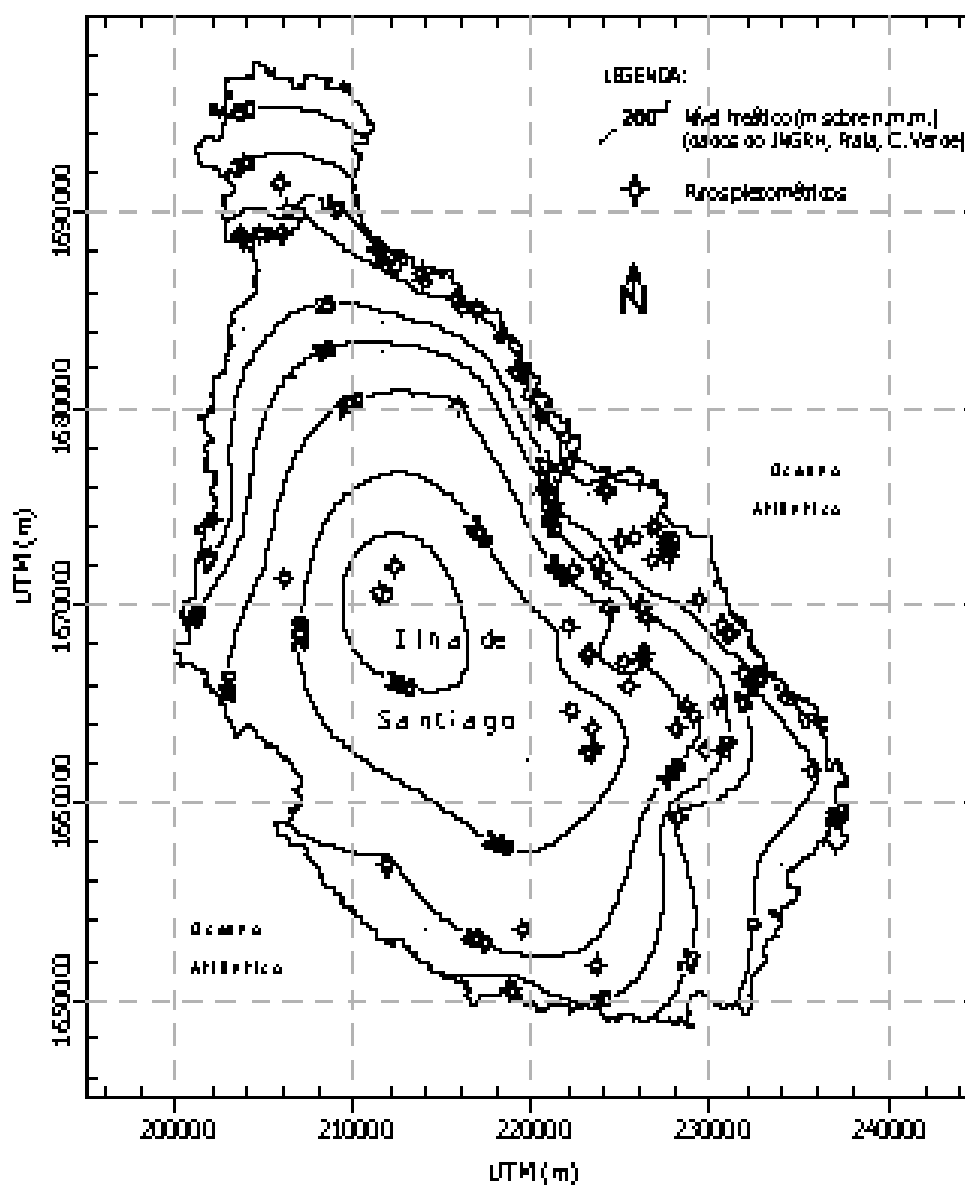 LEGENDA:
200
Nível freático (m sobre n.m.m.)
(dados do INGRH, Praia, C. Verde)
Furos piezométricos
N
1690000
1680000
Oceano
Atlântico
UTM (m)
1670000
Ilha de
Santiago
1660000
Oceano
Atlântico
1650000
200000 210000 220000 230000 240000
UTM (m)